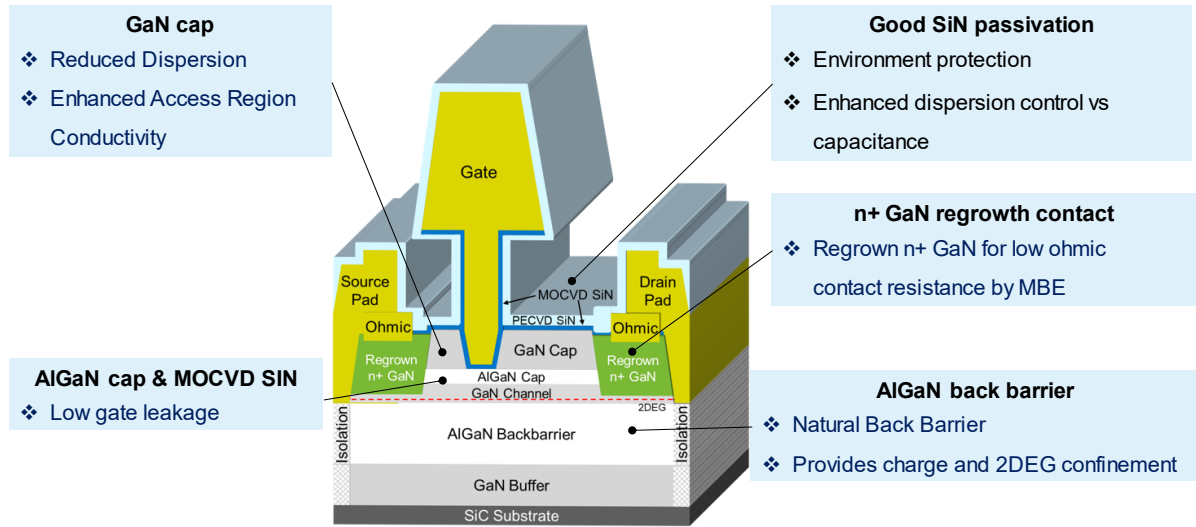 GaN cap
❖ Reduced Dispersion
❖ Enhanced Access Region
Conductivity
Good SiN passivation
❖ Environment protection
❖ Enhanced dispersion control vs
capacitance
n+ GaN regrowth contact
❖ Regrown n+ GaN for low ohmic
contact resistance by MBE
AlGaN cap & MOCVD SIN
❖ Low gate leakage
AlGaN back barrier
❖ Natural Back Barrier
❖ Provides charge and 2DEG confinement
Gate
Source
Pad
Drain
Pad
MOCVD SiN
PECVD SiN
Ohmic
Ohmic
Regrown
n+ GaN
GaN Cap
Regrown
n+ GaN
AlGaN Cap
GaN Channel
2DEG
Isolation
AlGaN Backbarrier
Isolation
GaN Buffer
SiC Substrate